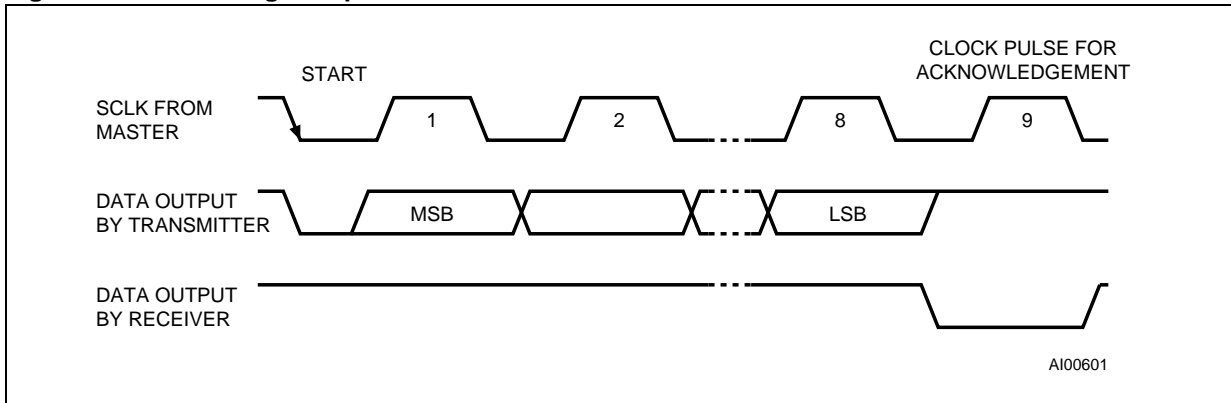 CLOCK PULSE FOR
ACKNOWLEDGEMENT
START
SCLK FROM
MASTER
1
2
8
9
DATA OUTPUT
BY TRANSMITTER
MSB
LSB
DATA OUTPUT
BY RECEIVER
AI00601